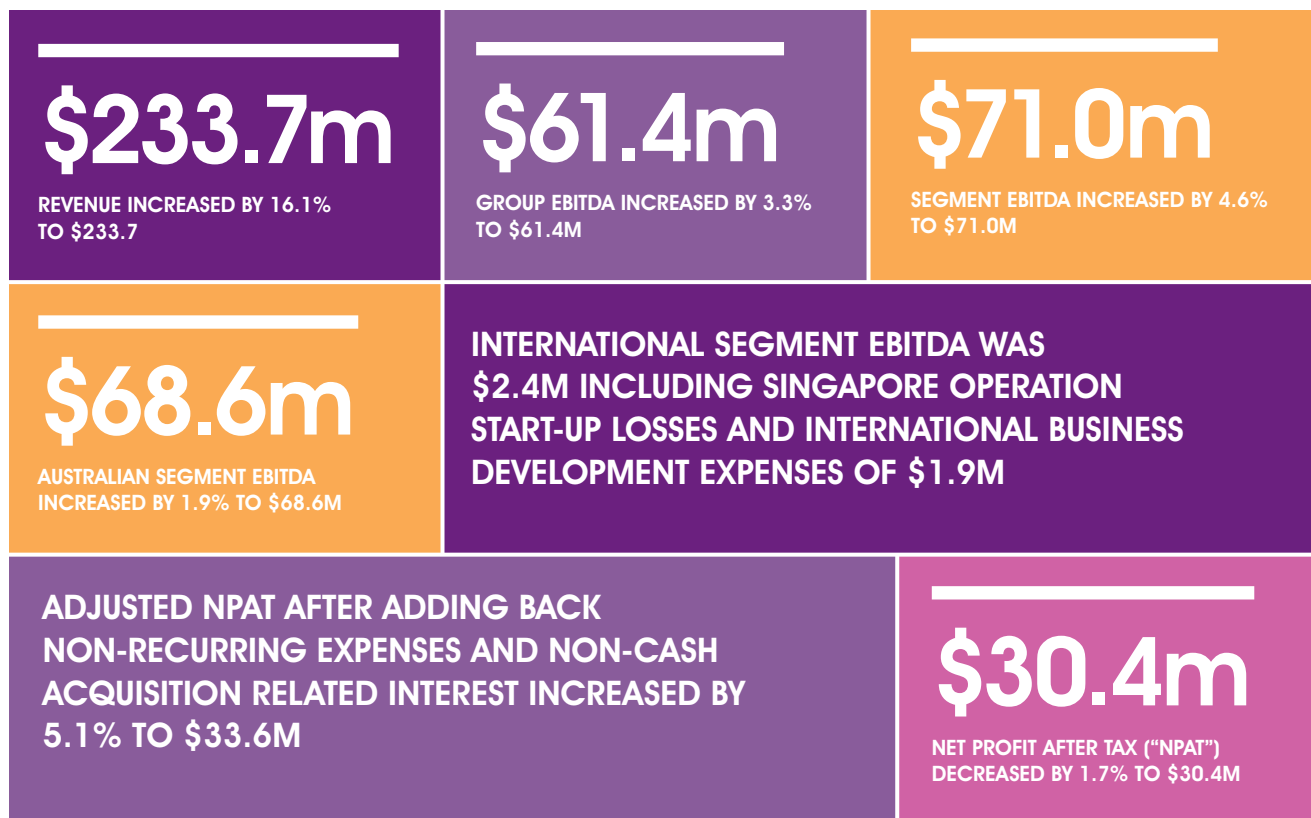 $233.7m
REVENUE INCREASED BY 16.1%
TO $233.7
$61.4m
GROUP EBITDA INCREASED BY 3.3%
TO $61.4M
$71.0m
SEGMENT EBITDA INCREASED BY 4.6%
TO $71.0M
$68.6m
AUSTRALIAN SEGMENT EBITDA
INCREASED BY 1.9% TO $68.6M
INTERNATIONAL SEGMENT EBITDA WAS
$2.4M INCLUDING SINGAPORE OPERATION
START-UP LOSSES AND INTERNATIONAL BUSINESS
DEVELOPMENT EXPENSES OF $1.9M
ADJUSTED NPAT AFTER ADDING BACK
NON-RECURRING EXPENSES AND NON-CASH
ACQUISITION RELATED INTEREST INCREASED BY
5.1% TO $33.6M
$30.4m
NET PROFIT AFTER TAX (“NPAT”)
DECREASED BY 1.7% TO $30.4M